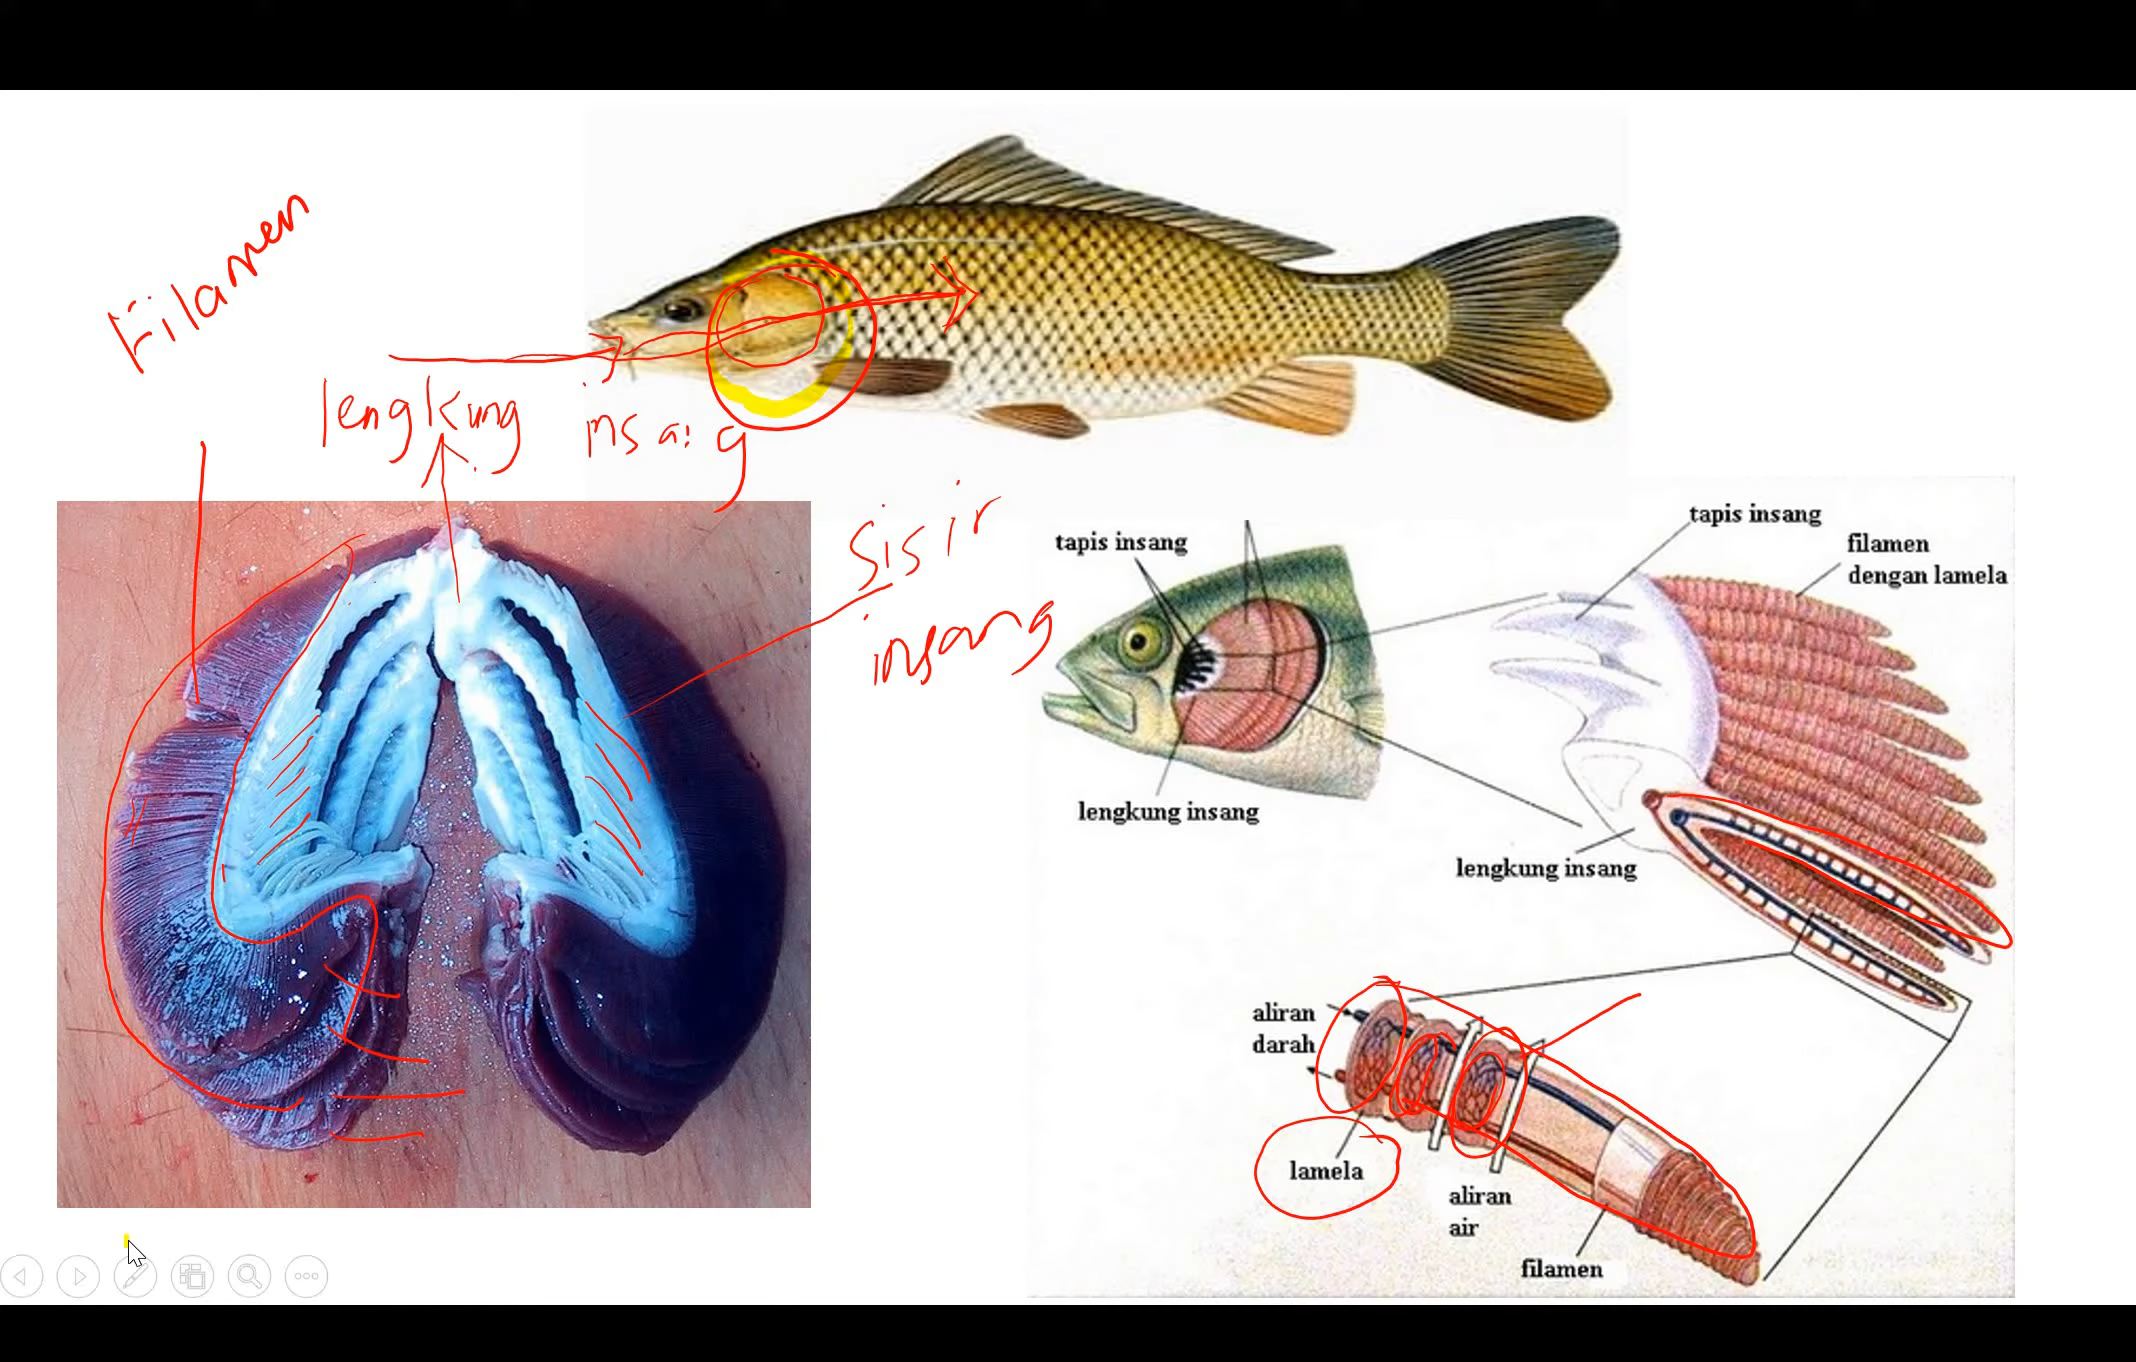 Filamen
lengkung insang
Sisir
insang
tapis insang
tapis insang
filamen
dengan lamela
lengkung insang
lengkung insang
aliran
darah
lamela
aliran
air
filamen